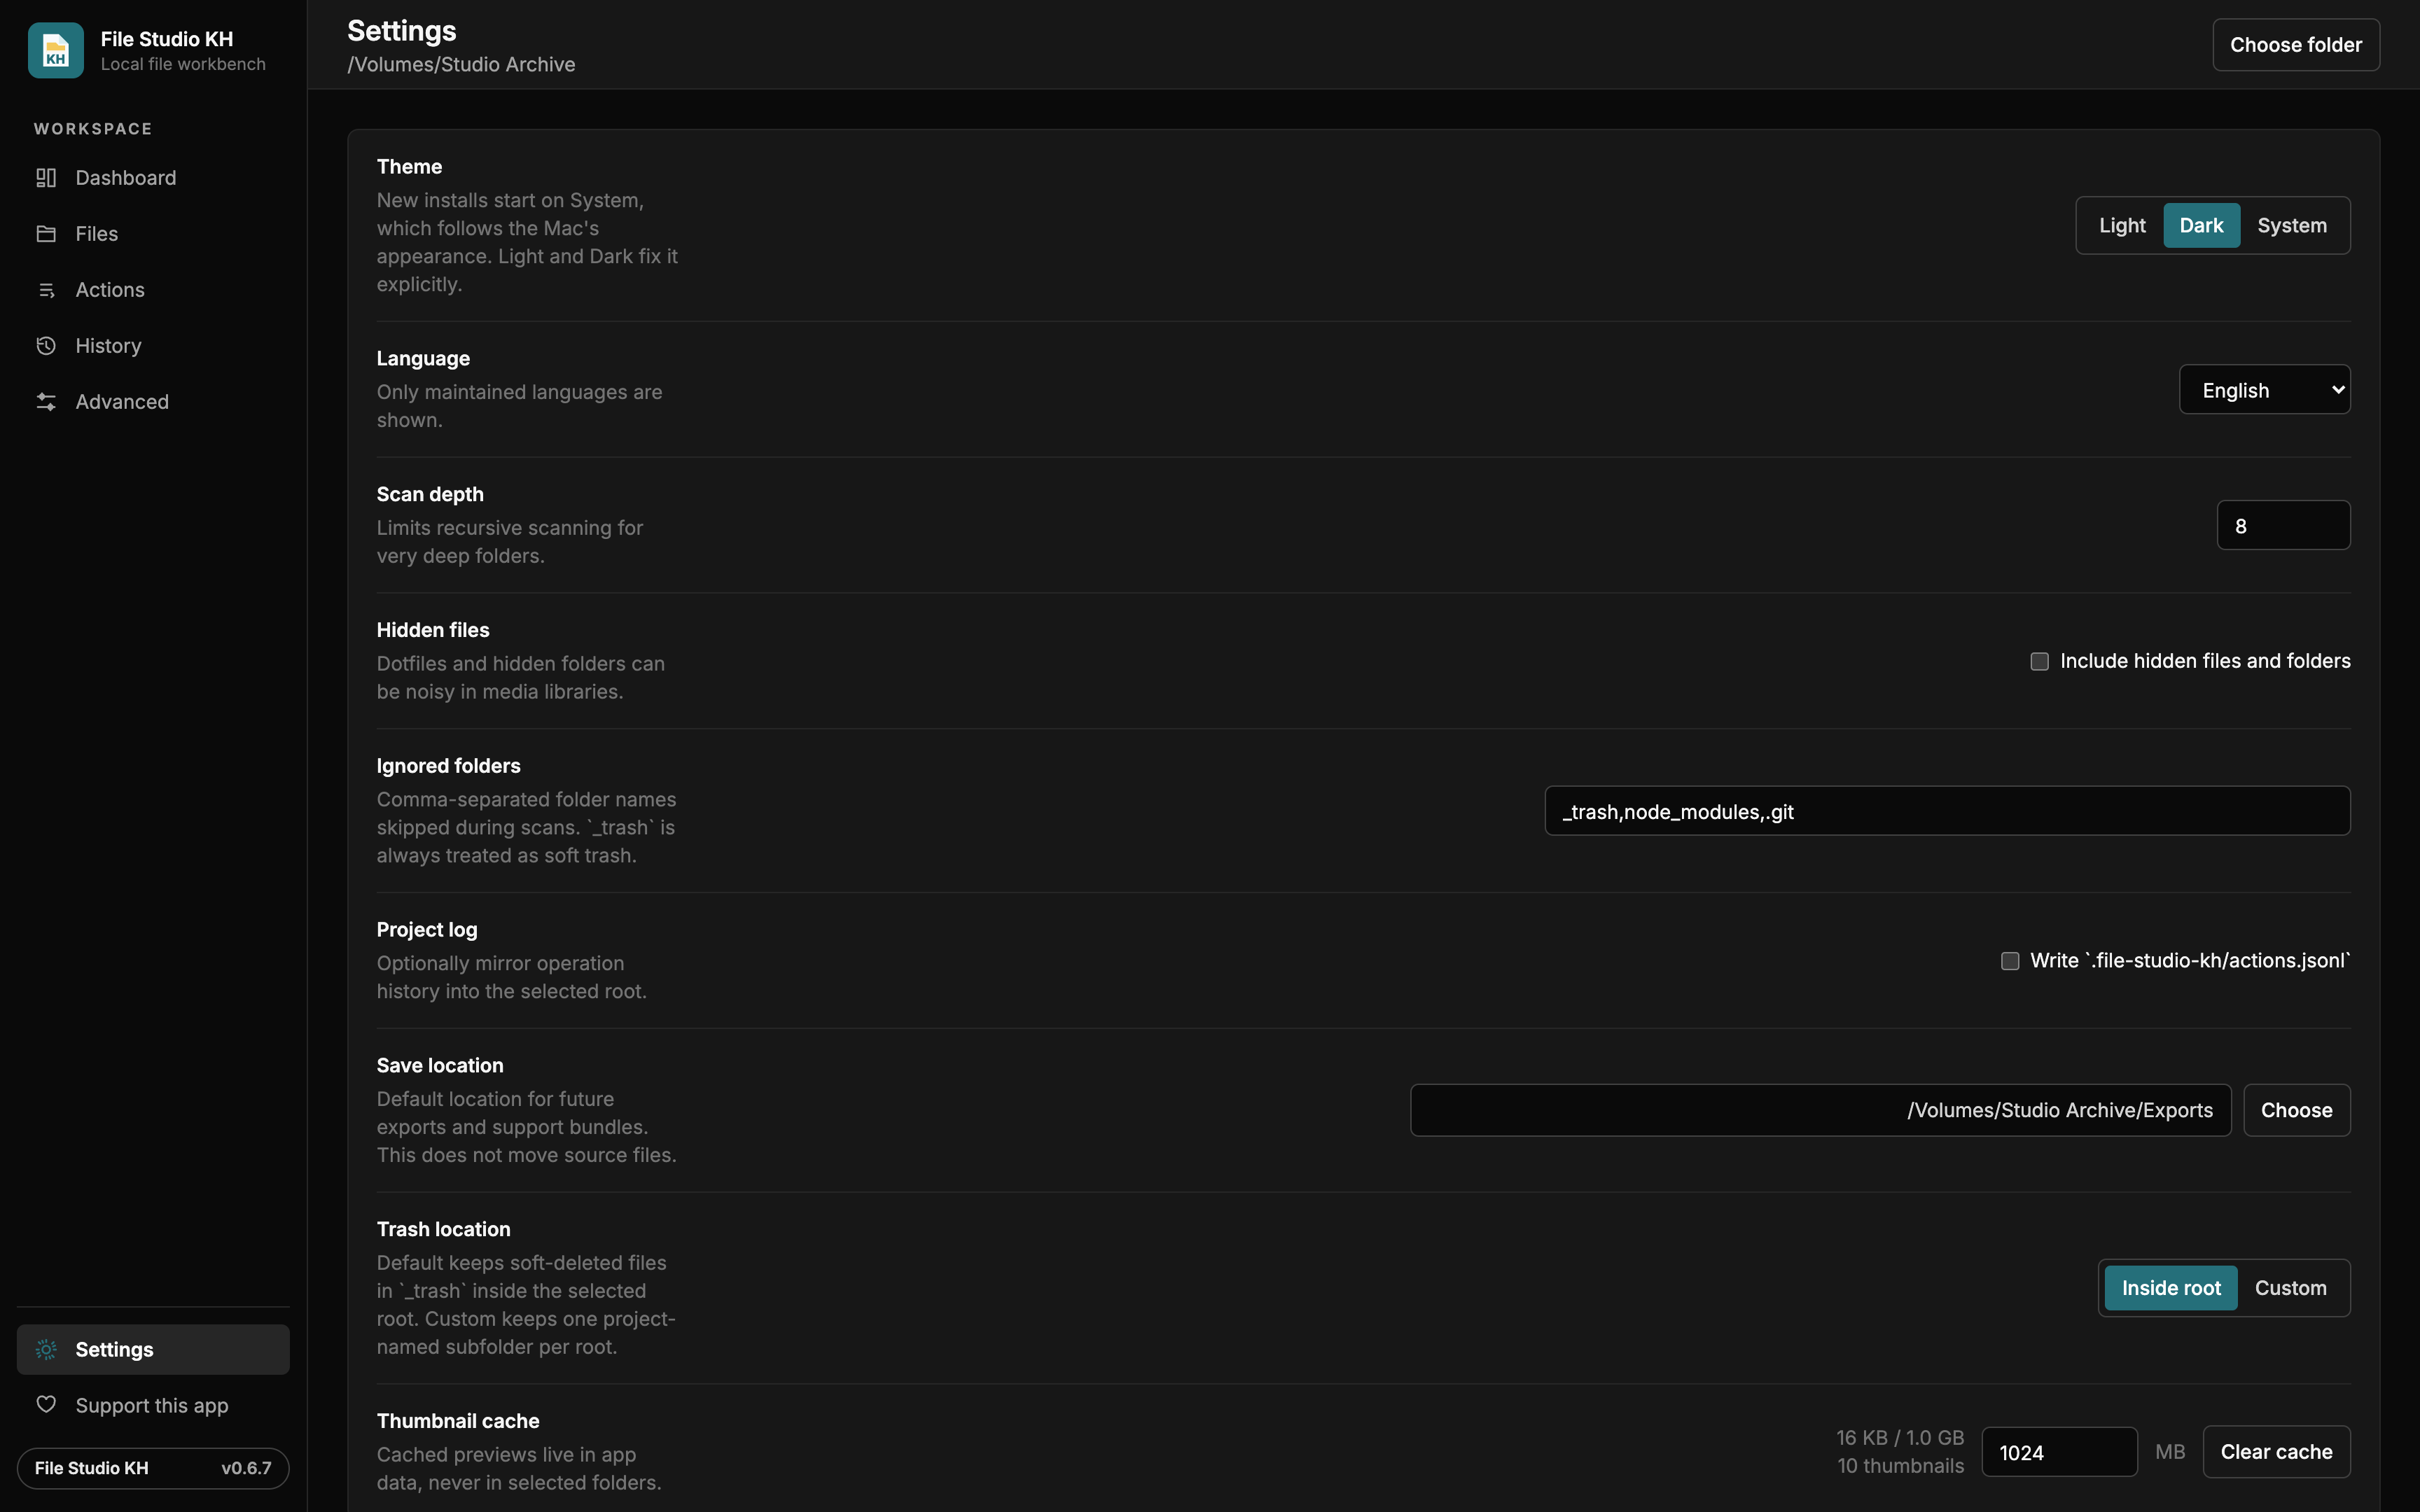 KH
File Studio KH
Local file workbench
WORKSPACE
Dashboard
Files
Actions
History
Advanced
Settings
Support this app
File Studio KH v0.6.7
Settings
/Volumes/Studio Archive
Choose folder
Theme
New installs start on System,
which follows the Mac's
appearance. Light and Dark fix it
explicitly.
Light Dark System
Language
Only maintained languages are
shown.
English
Scan depth
Limits recursive scanning for
very deep folders.
8
Hidden files
Dotfiles and hidden folders can
be noisy in media libraries.
Include hidden files and folders
Ignored folders
Comma-separated folder names
skipped during scans. `_trash` is
always treated as soft trash.
_trash,node_modules,.git
Project log
Optionally mirror operation
history into the selected root.
Write `.file-studio-kh/actions.jsonl`
Save location
Default location for future
exports and support bundles.
This does not move source files.
/Volumes/Studio Archive/Exports
Choose
Trash location
Default keeps soft-deleted files
in `_trash` inside the selected
root. Custom keeps one project-
named subfolder per root.
Inside root Custom
Thumbnail cache
Cached previews live in app
data, never in selected folders.
16 KB / 1.0 GB
10 thumbnails
1024 MB
Clear cache